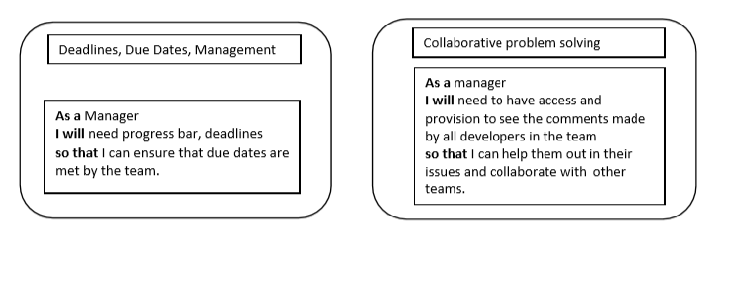 Deadlines, Due Dates, Management
As a Manager
I will need progress bar, deadlines
so that I can ensure that due dates are
met by the team.
Collaborative problem solving
As a manager
I will need to have access and
provision to see the comments made
by all developers in the team
so that I can help them out in their
issues and collaborate with other
teams.